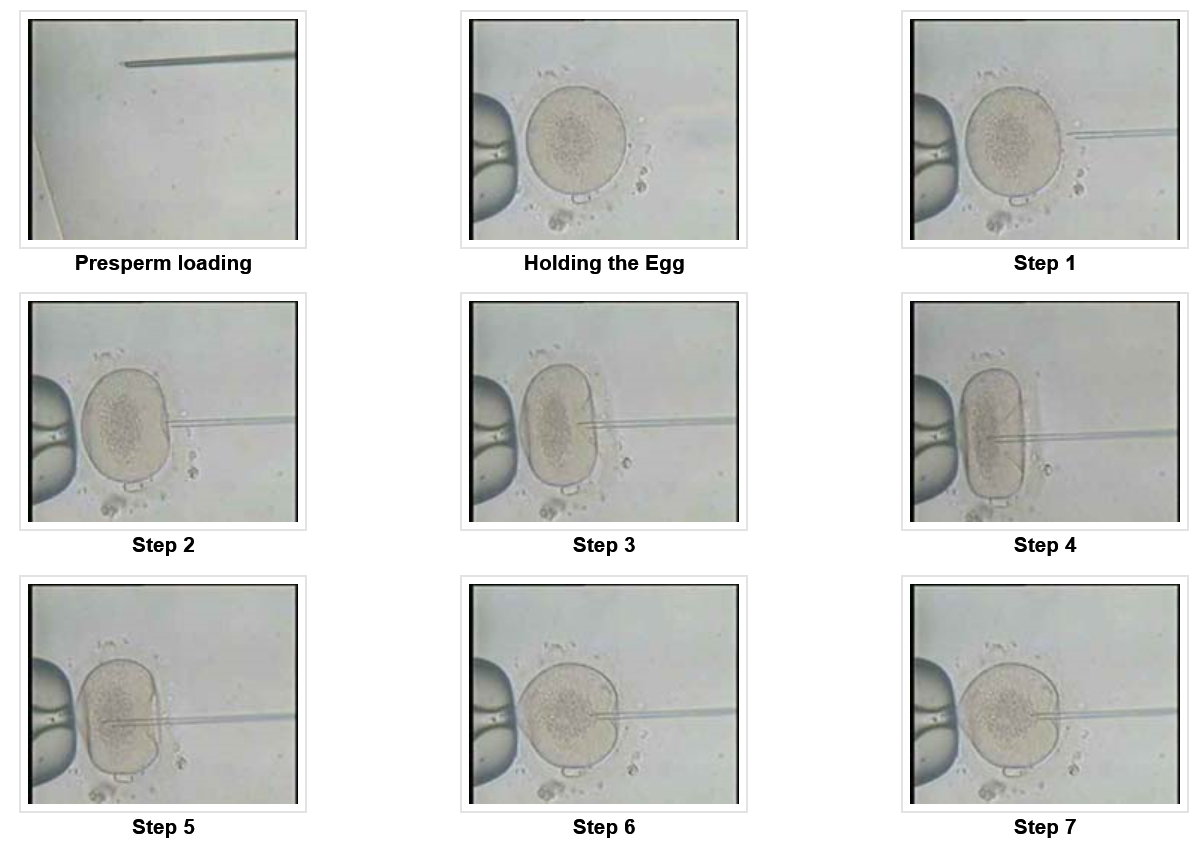 Presperm loading
Holding the Egg
Step 1
Step 2
Step 3
Step 4
Step 5
Step 6
Step 7